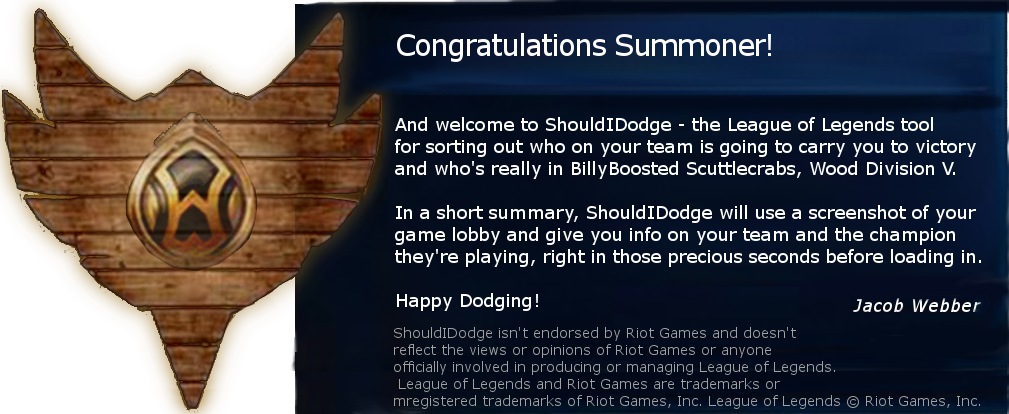 Congratulations Summoner!
And welcome to ShouldIDodge - the League of Legends tool
for sorting out who on your team is going to carry you to victory
and who's really in BillyBoosted Scuttlecrabs, Wood Division V.
In a short summary, ShouldIDodge will use a screenshot of your
game lobby and give you info on your team and the champion
they're playing, right in those precious seconds before loading in.
Happy Dodging!
Jacob Webber
ShouldIDodge isn't endorsed by Riot Games and doesn't
reflect the views or opinions of Riot Games or anyone
officially involved in producing or managing League of Legends.
League of Legends and Riot Games are trademarks or
mregistered trademarks of Riot Games, Inc. League of Legends © Riot Games, Inc.